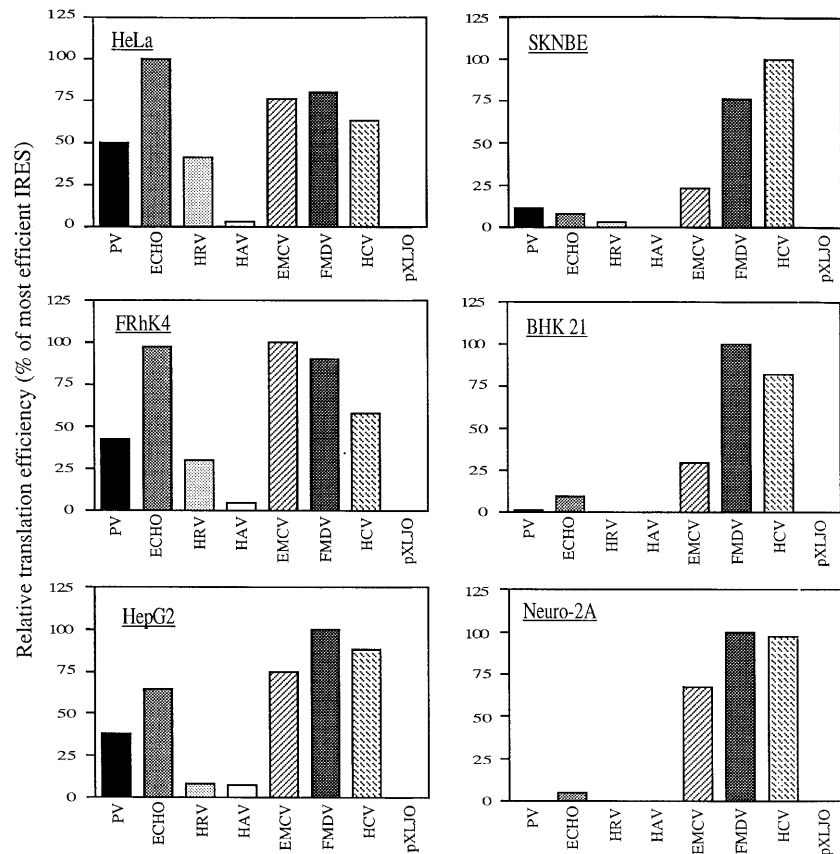 Relative translation efficiency (% of most efficient IRES)
HeLa
125
100
75
50
25
0
PV
ECHO
HRV
HAV
EMCV
FMDV
HCV
pXLJO
SKNBE
125
100
75
50
25
0
PV
ECHO
HRV
HAV
EMCV
FMDV
HCV
pXLJO
FRhK4
125
100
75
50
25
0
PV
ECHO
HRV
HAV
EMCV
FMDV
HCV
pXLJO
BHK 21
125
100
75
50
25
0
PV
ECHO
HRV
HAV
EMCV
FMDV
HCV
pXLJO
HepG2
125
100
75
50
25
0
PV
ECHO
HRV
HAV
EMCV
FMDV
HCV
pXLJO
Neuro-2A
125
100
75
50
25
0
PV
ECHO
HRV
HAV
EMCV
FMDV
HCV
pXLJO